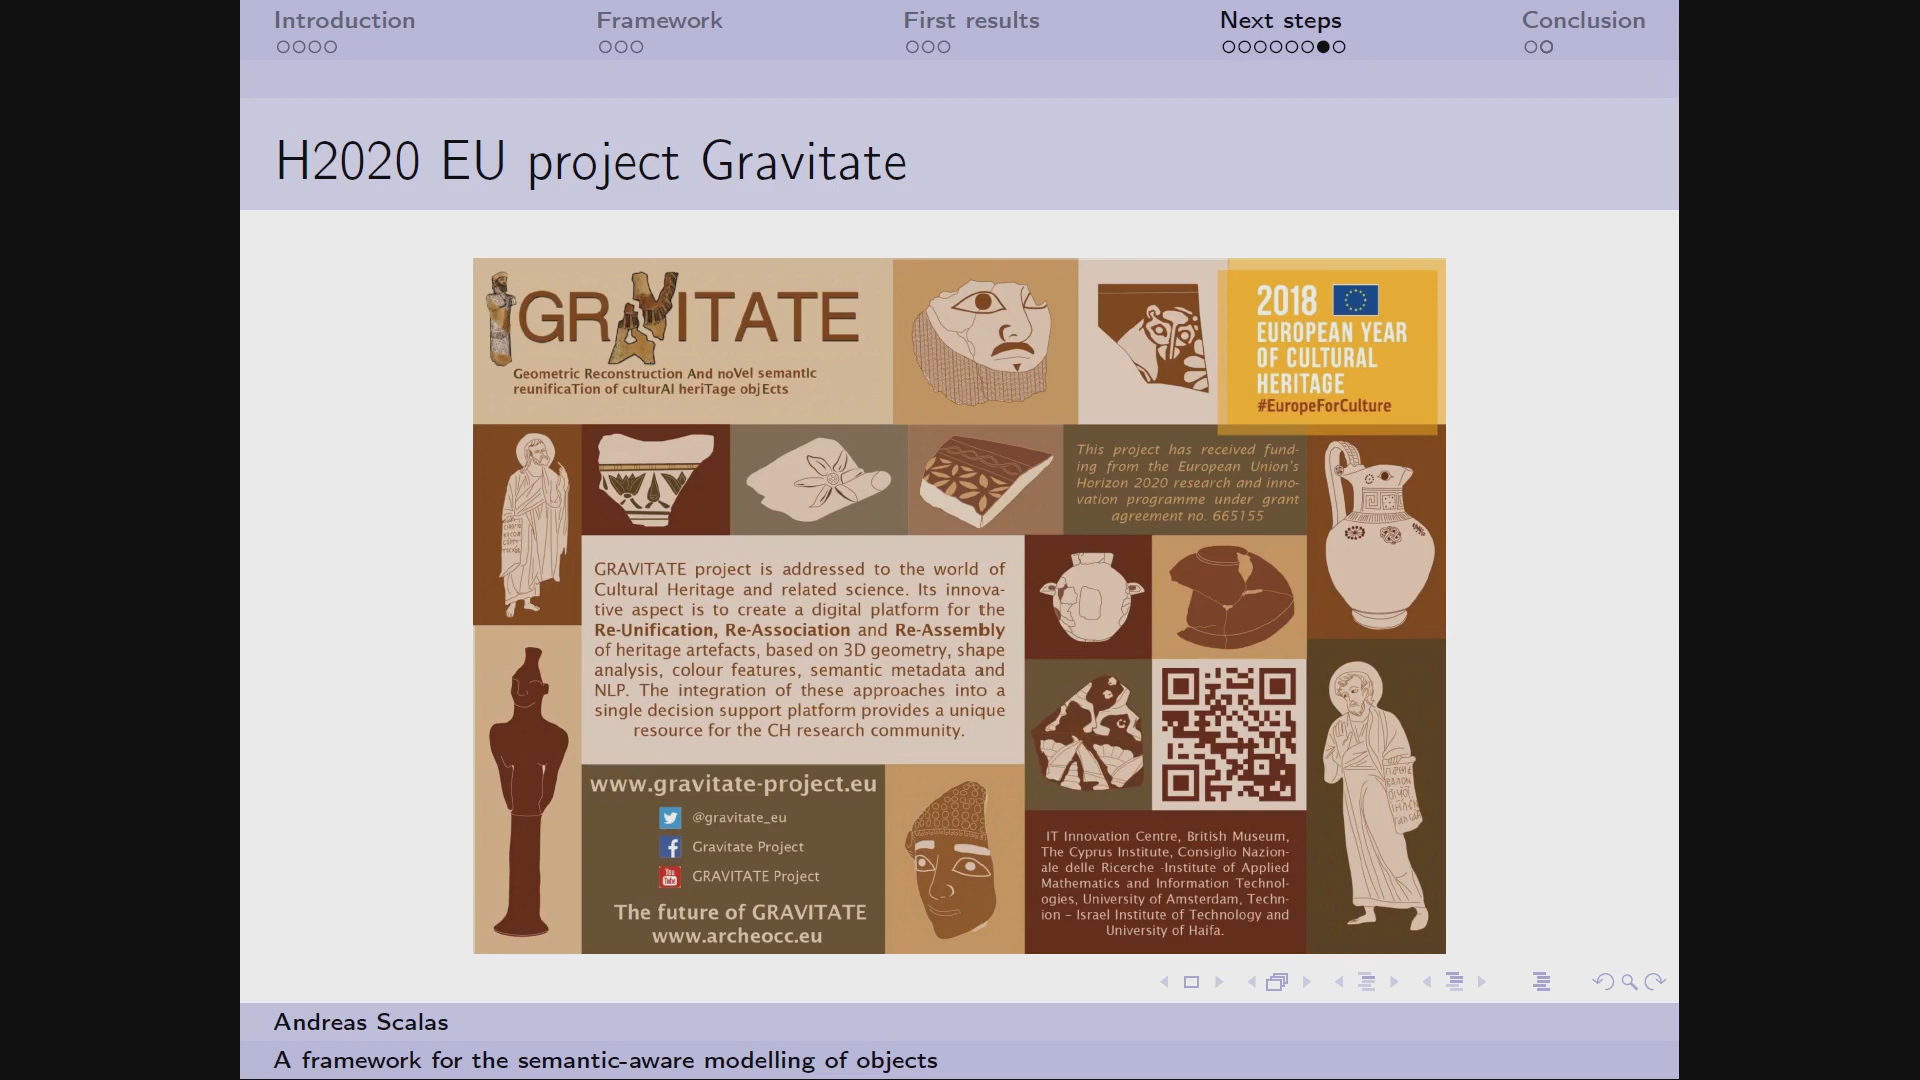 Introduction
Framework
First results
Next steps
Conclusion
H2020 EU project Gravitate
GRAVITATE
Geometric Reconstruction And noVel semantIc
reunificaTion of culturAl heriTage objEcts
2018
EUROPEAN YEAR
OF CULTURAL
HERITAGE
#EuropeForCulture
This project has received fund-
ing from the European Union's
Horizon 2020 research and inno-
vation programme under grant
agreement no. 665155
GRAVITATE project is addressed to the world of
Cultural Heritage and related science. Its innova-
tive aspect is to create a digital platform for the
Re-Unification, Re-Association and Re-Assembly
of heritage artefacts, based on 3D geometry, shape
analysis, colour features, semantic metadata and
NLP. The integration of these approaches into a
single decision support platform provides a unique
resource for the CH research community.
www.gravitate-project.eu
@gravitate_eu
Gravitate Project
You
Tube
GRAVITATE Project
The future of GRAVITATE
www.archeocc.eu
IT Innovation Centre, British Museum,
The Cyprus Institute, Consiglio Nazion-
ale delle Ricerche -Institute of Applied
Mathematics and Information Technol-
ogies, University of Amsterdam, Techn-
ion – Israel Institute of Technology and
University of Haifa.
Andreas Scalas
A framework for the semantic-aware modelling of objects